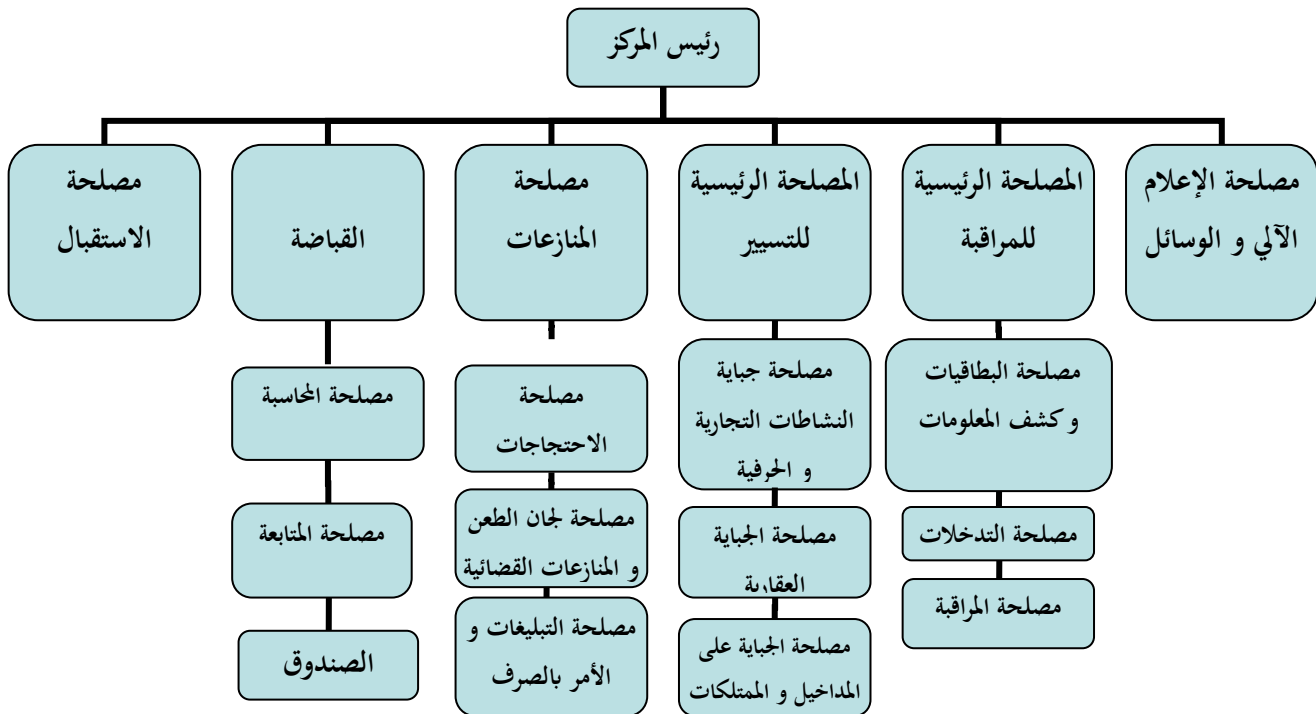 رئيس المركز
مصلحة الإعلام
الآلي و الوسائل
المصلحة الرئيسية
للمراقبة
المصلحة الرئيسية
للتسيير
مصلحة
المنازعات
القباضة
مصلحة
الاستقبال
مصلحة البطاقيات
و كشف المعلومات
مصلحة التدخلات
مصلحة المراقبة
مصلحة جباية
النشاطات التجارية
و الحرفية
مصلحة الجباية
العقارية
مصلحة الجباية على
المداخيل و الممتلكات
مصلحة
الاحتجاجات
مصلحة لجان الطعن
و المنازعات القضائية
مصلحة التبليغات و
الأمر بالصرف
مصلحة المحاسبة
مصلحة المتابعة
الصندوق